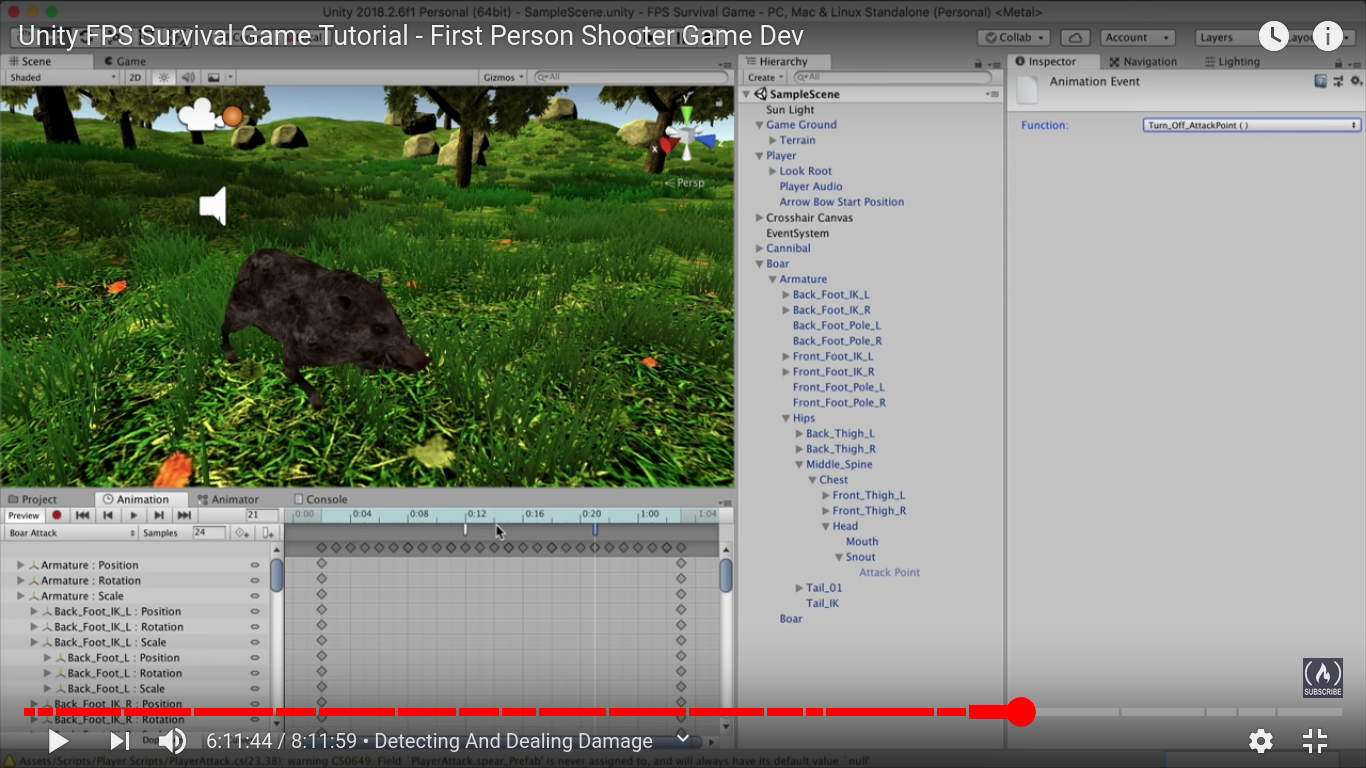 Unity 2018.2.6f1 Personal (64bit) - SampleScene.unity - FPS Survival Game - PC, Mac & Linux Standalone (Personal) <Metal>
Unity FPS Survival Game Tutorial - First Person Shooter Game Dev
Collab
Account
Layers
Scene
Game
Shaded
2D
Gizmos
All
y
x
Persp
Hierarchy
Create
All
SampleScene
Sun Light
Game Ground
Terrain
Player
Look Root
Player Audio
Arrow Bow Start Position
Crosshair Canvas
EventSystem
Cannibal
Boar
Armature
Back_Foot_IK_L
Back_Foot_IK_R
Back_Foot_Pole_L
Back_Foot_Pole_R
Front_Foot_IK_L
Front_Foot_IK_R
Front_Foot_Pole_L
Front_Foot_Pole_R
Hips
Back_Thigh_L
Back_Thigh_R
Middle_Spine
Chest
Front_Thigh_L
Front_Thigh_R
Head
Mouth
Snout
Attack Point
Tail_01
Tail_IK
Boar
Inspector
Navigation
Lighting
Animation Event
Function:
Turn_Off_AttackPoint ( )
Project
Animation
Animator
Console
Preview
21
0:00
0:04
0:08
0:12
0:16
0:20
1:00
1:04
Boar Attack
Samples
24
Armature : Position
Armature : Rotation
Armature : Scale
Back_Foot_IK_L : Position
Back_Foot_IK_L : Rotation
Back_Foot_IK_L : Scale
Back_Foot_L : Position
Back_Foot_L : Rotation
Back_Foot_L : Scale
Back_Foot_IK_R : Position
Back_Foot_IK_R : Rotation
SUBSCRIBE
6:11:44 / 8:11:59 • Detecting And Dealing Damage
Assets/Scripts/Player Scripts/PlayerAttack.cs(23,38): warning CS0649: Field `PlayerAttack.spear_Prefab' is never assigned to, and will always have its default value `null'